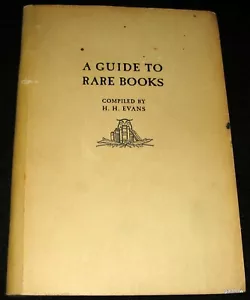 A GUIDE TO
RARE BOOKS
COMPILED BY
H. H. EVANS